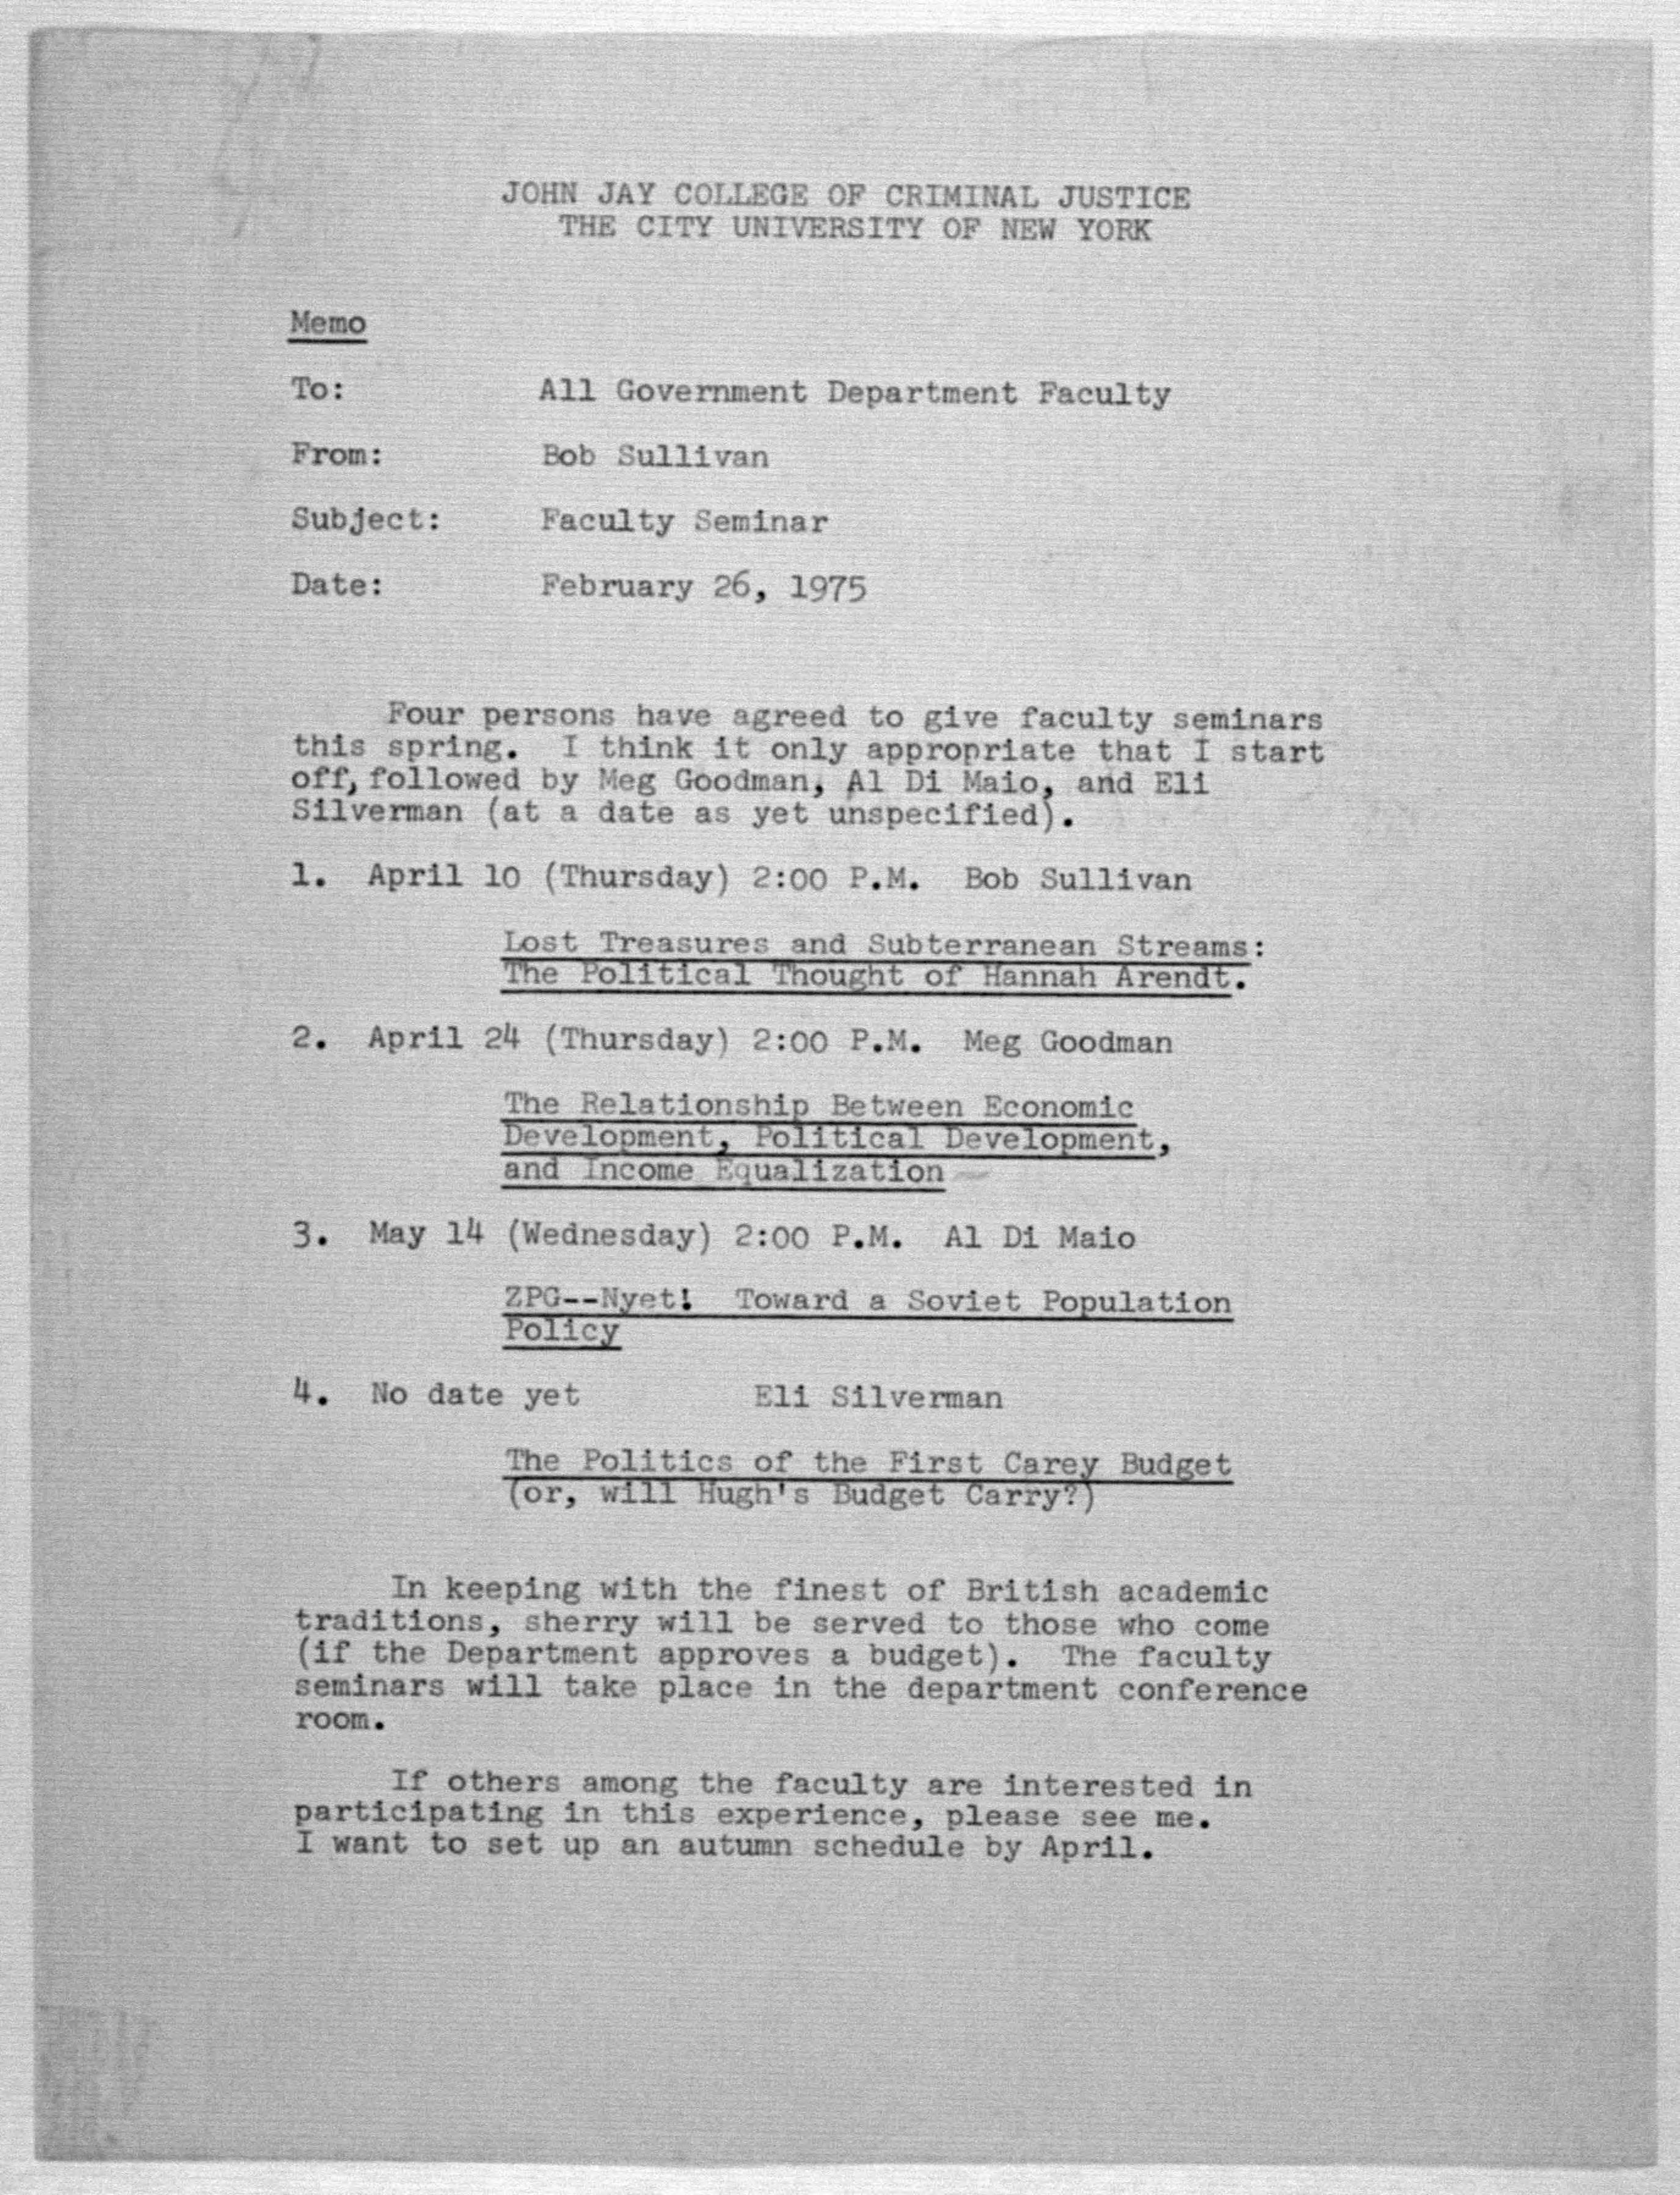 JOHN JAY COLLEGE OF CRIMINAL JUSTICE
THE CITY UNIVERSITY OF NEW YORK
Memo
To: All Government Department Faculty
From: Bob Sullivan
Subject: Faculty Seminar
Date: February 26, 1975
Four persons have agreed to give faculty seminars
this spring. I think it only appropriate that I start
off, followed by Meg Goodman, Al Di Maio, and Eli
Silverman (at a date as yet unspecified).
1. April 10 (Thursday) 2:00 P.M. Bob Sullivan
Lost Treasures and Subterranean Streams:
The Political Thought of Hannah Arendt.
2. April 24 (Thursday) 2:00 P.M. Meg Goodman
The Relationship Between Economic
Development, Political Development,
and Income Equalization
3. May 14 (Wednesday) 2:00 P.M. Al Di Maio
ZPG--Nyet! Toward a Soviet Population
Policy
4. No date yet Eli Silverman
The Politics of the First Carey Budget
(or, will Hugh's Budget Carry?)
In keeping with the finest of British academic
traditions, sherry will be served to those who come
(if the Department approves a budget). The faculty
seminars will take place in the department conference
room.
If others among the faculty are interested in
participating in this experience, please see me.
I want to set up an autumn schedule by April.